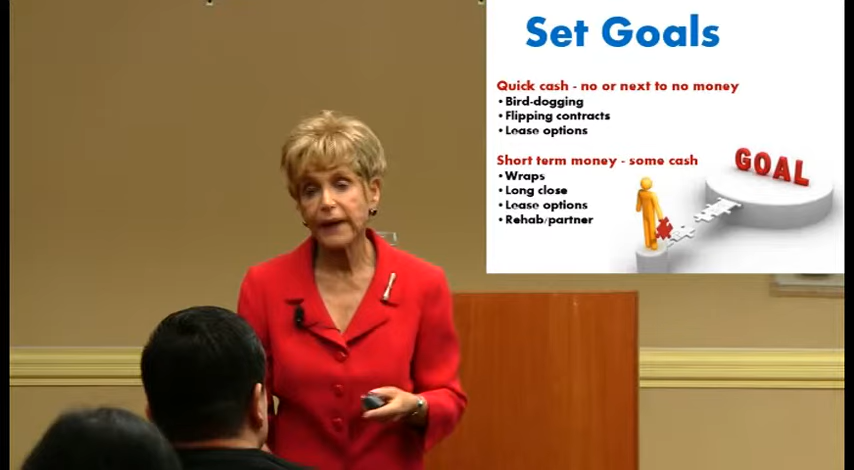 Set Goals
Quick cash - no or next to no money
• Bird-dogging
• Flipping contracts
• Lease options
Short term money - some cash
• Wraps
• Long close
• Lease options
• Rehab/partner
GOAL